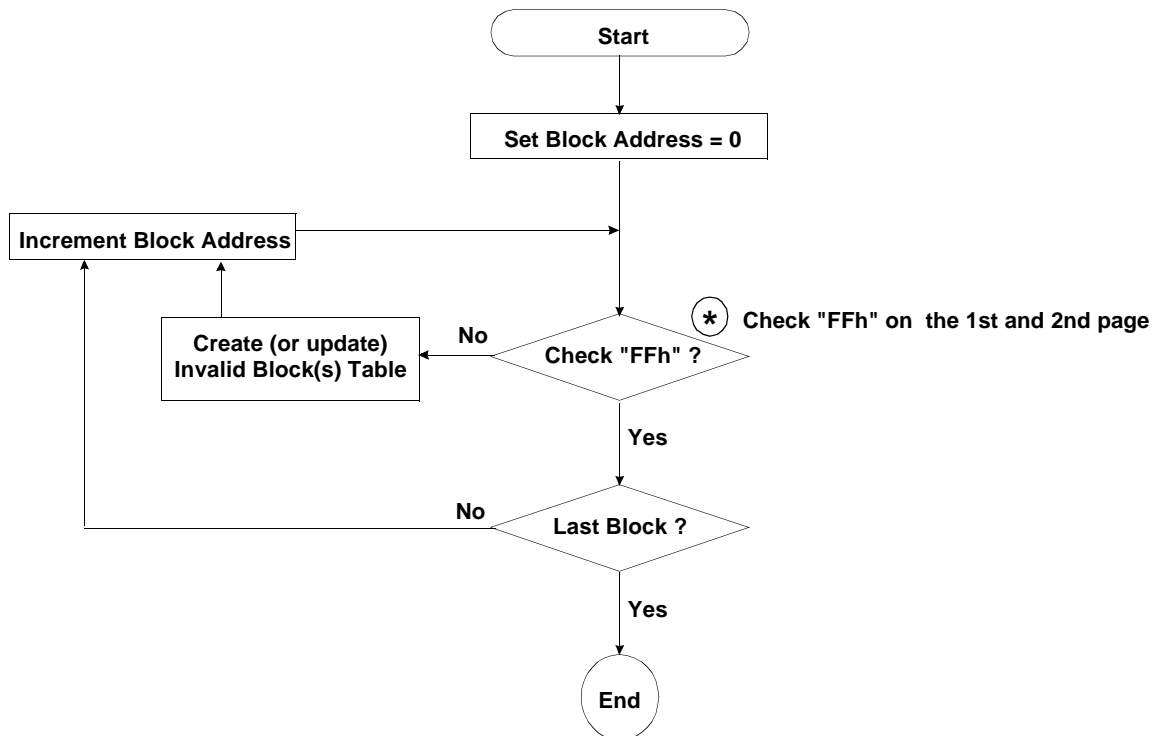 Start
Set Block Address = 0
Increment Block Address
* Check "FFh" on the 1st and 2nd page
Create (or update)
Invalid Block(s) Table
No
Check "FFh" ?
Yes
No
Last Block ?
Yes
End